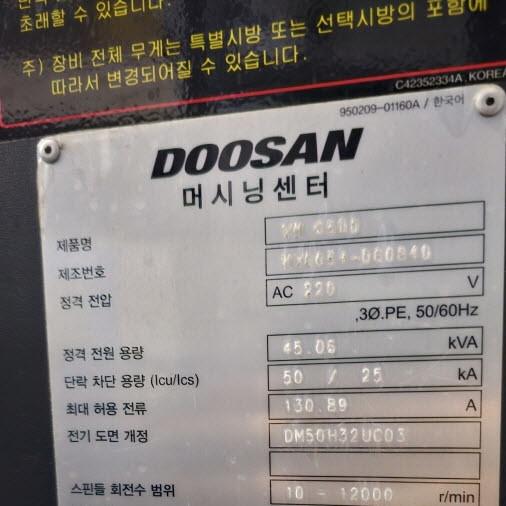 초래할 수 있습니다.
주) 장비 전체 무게는 특별시방 또는 선택시방의 포함에
따라서 변경되어질 수 있습니다.
C42352334A, KOREA
950209-01160A / 한국어
DOOSAN
머시닝센터
제품명
제조번호
정격 전압 AC 220 V
,3Ø.PE, 50/60Hz
정격 전원 용량 45.06 kVA
단락 차단 용량 (Icu/Ics) 50 / 25 kA
최대 허용 전류 130.89 A
전기 도면 개정 DM50H32UC03
스핀들 회전수 범위 10 - 12000 r/min